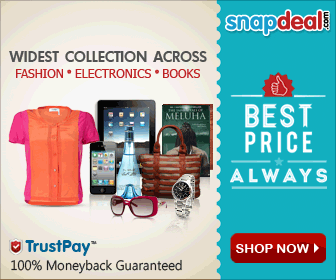 snapdeal.com
WIDEST COLLECTION ACROSS
FASHION • ELECTRONICS • BOOKS
MELUHA
BEST
PRICE
ALWAYS
TrustPay™
100% Moneyback Guaranteed
SHOP NOW